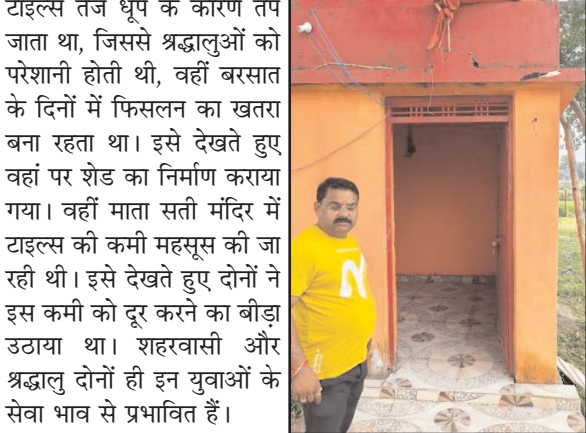 टाइल्स तेज धूप के कारण तप
जाता था, जिससे श्रद्धालुओं को
परेशानी होती थी, वहीं बरसात
के दिनों में फिसलन का खतरा
बना रहता था। इसे देखते हुए
वहां पर शेड का निर्माण कराया
गया। वहीं माता सती मंदिर में
टाइल्स की कमी महसूस की जा
रही थी। इसे देखते हुए दोनों ने
इस कमी को दूर करने का बीड़ा
उठाया था। शहरवासी और
श्रद्धालु दोनों ही इन युवाओं के
सेवा भाव से प्रभावित हैं।